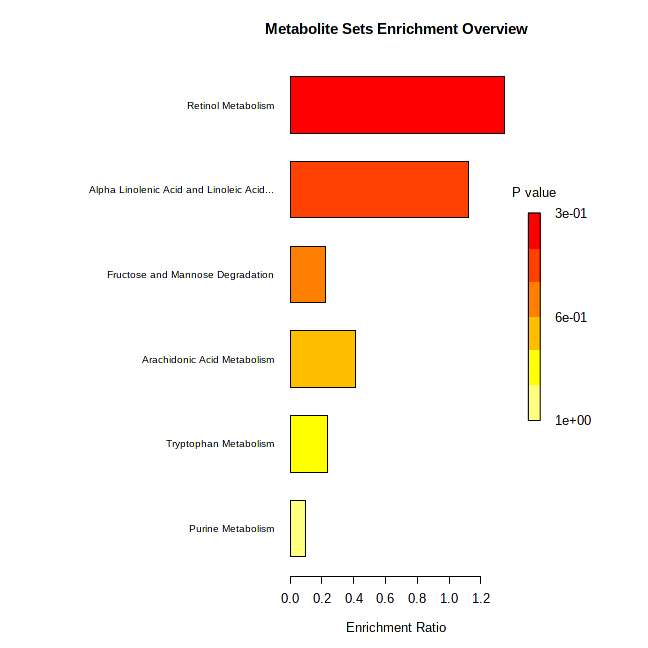 Metabolite Sets Enrichment Overview
Retinol Metabolism
Alpha Linolenic Acid and Linoleic Acid...
Fructose and Mannose Degradation
Arachidonic Acid Metabolism
Tryptophan Metabolism
Purine Metabolism
P value
3e-01
6e-01
1e+00
0.0 0.2 0.4 0.6 0.8 1.0 1.2
Enrichment Ratio